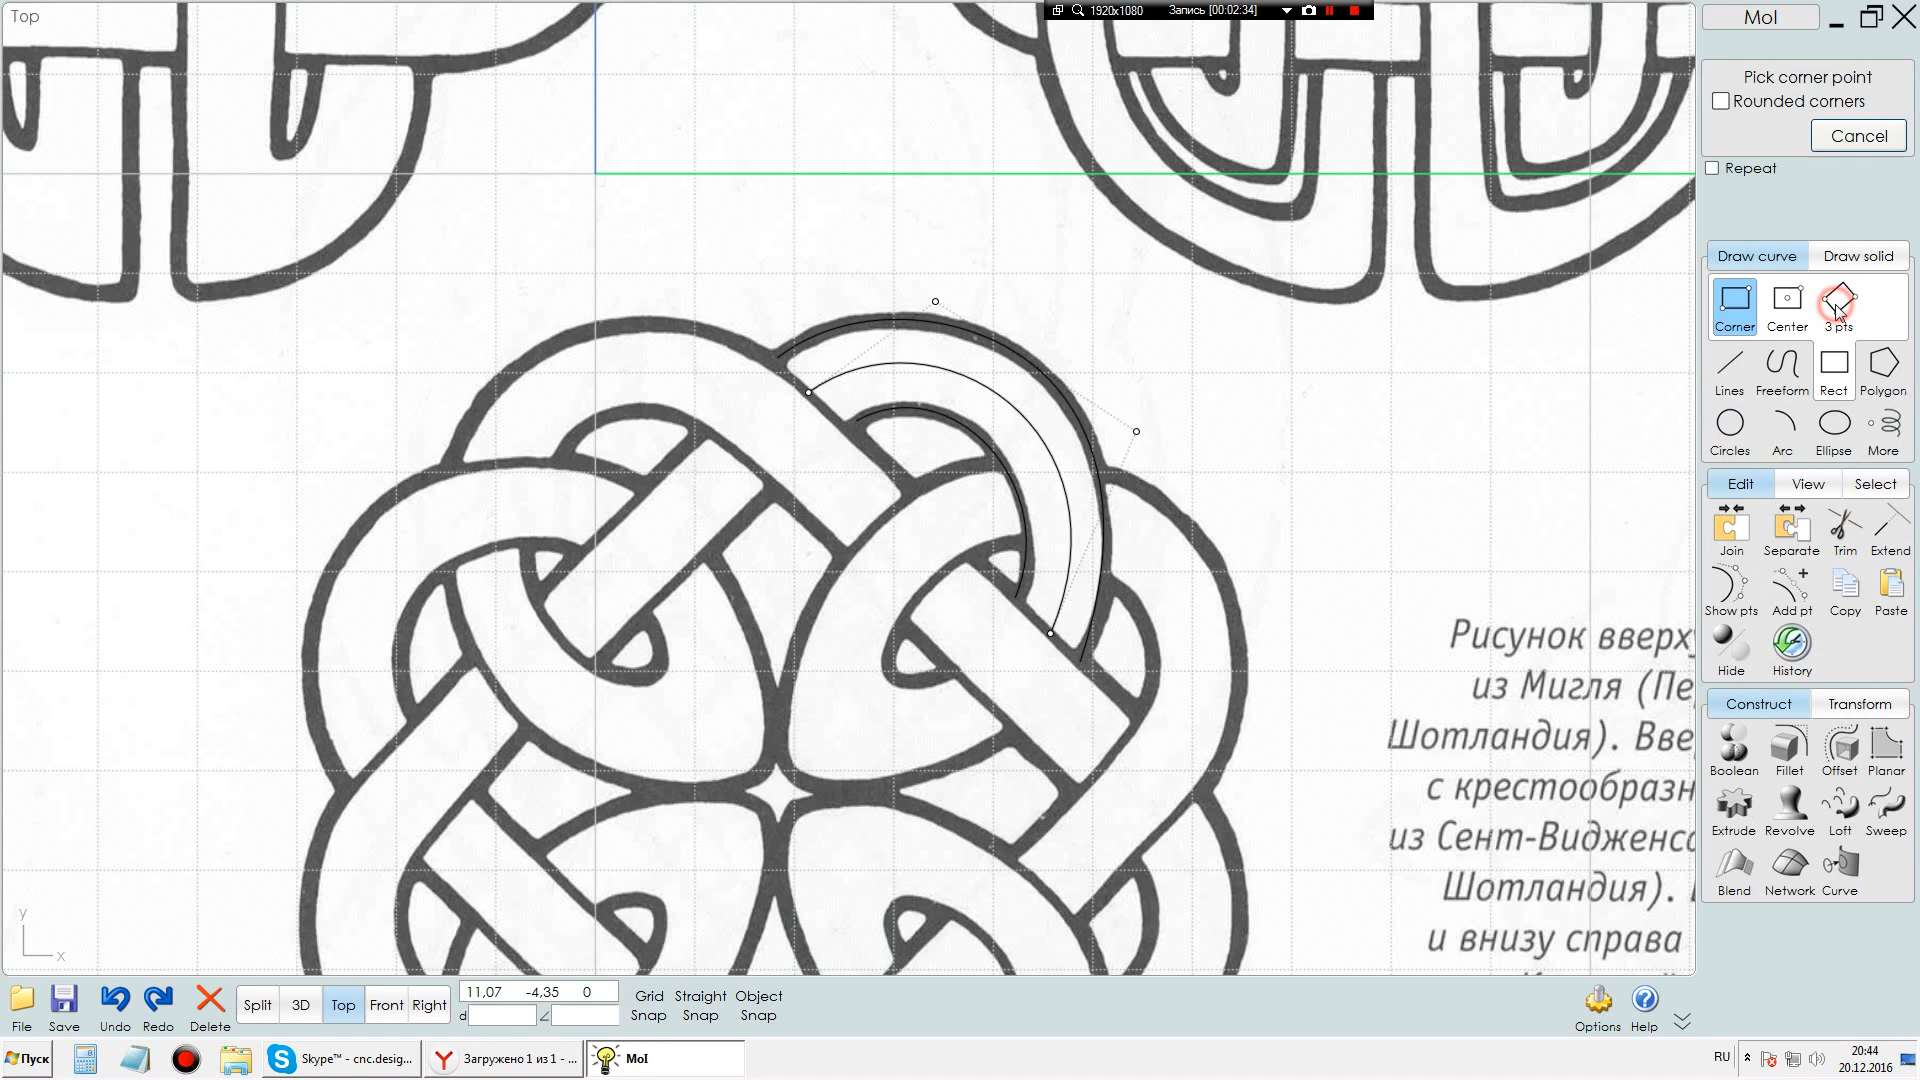 Top
1920x1080 Запись [00:02:34]
MoI
Pick corner point
Rounded corners
Cancel
Repeat
Draw curve Draw solid
Corner Center 3 pts
Lines Freeform Rect Polygon
Circles Arc Ellipse More
Edit View Select
Join Separate Trim Extend
Show pts Add pt Copy Paste
Hide History
Construct Transform
Boolean Fillet Offset Planar
Extrude Revolve Loft Sweep
Blend Network Curve
Рисунок вверху
из Мигля (Пе
Шотландия). Вве
с крестообразн
из Сент-Видженса
Шотландия).
и внизу справа
y
x
File Save Undo Redo Delete
Split 3D Top Front Right
11,07 -4,35 0
d
Grid Snap Straight Snap Object Snap
Options Help
Пуск
Skype™ - cnc.desig...
Загружено 1 из 1 - ...
MoI
RU
20:44
20.12.2016